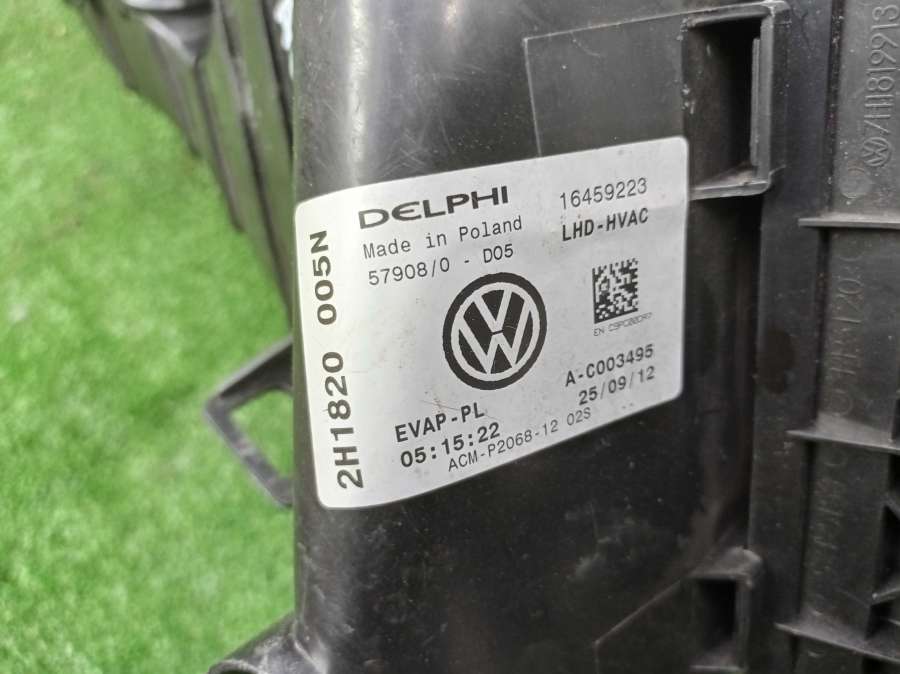 DELPHI
16459223
Made in Poland
LHD-HVAC
57908/0 - D05
2H1820 005N
A-C003495
25/09/12
EVAP-PL
05:15:22
ACM-P2068-12 02S